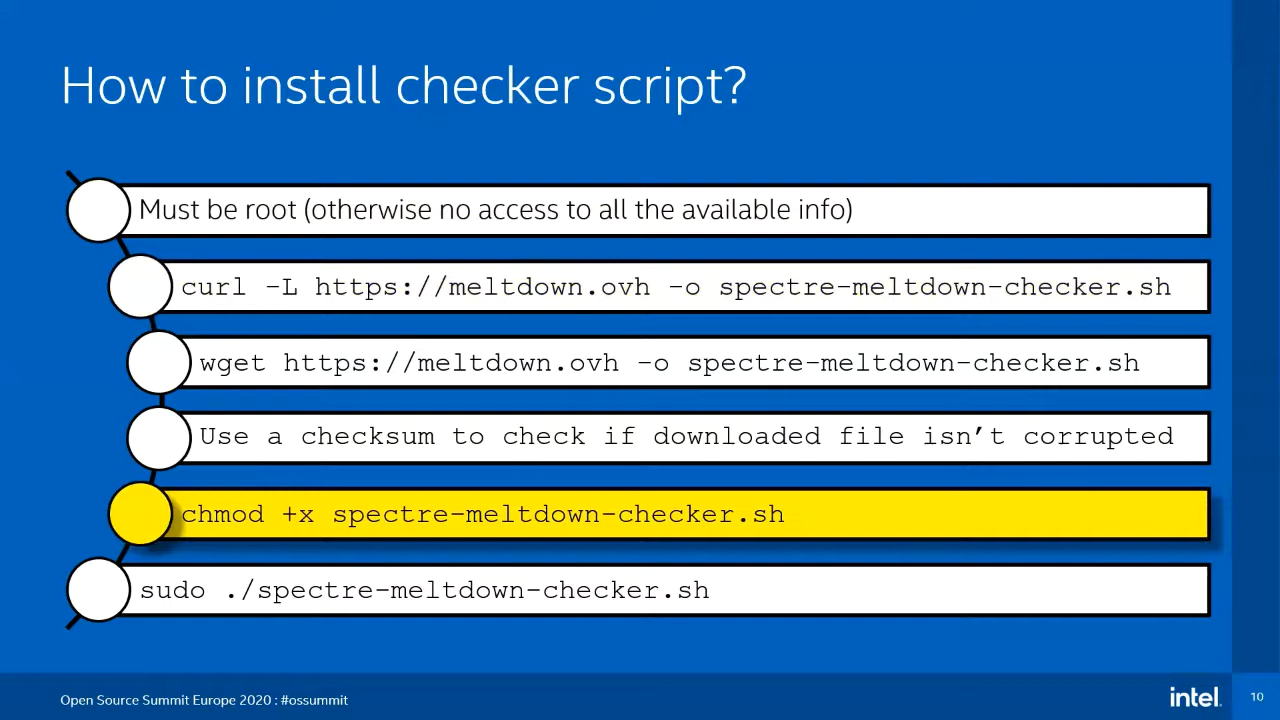 How to install checker script?
Must be root (otherwise no access to all the available info)
curl -L https://meltdown.ovh -o spectre-meltdown-checker.sh
wget https://meltdown.ovh -o spectre-meltdown-checker.sh
Use a checksum to check if downloaded file isn’t corrupted
chmod +x spectre-meltdown-checker.sh
sudo ./spectre-meltdown-checker.sh
Open Source Summit Europe 2020 : #ossummit
intel.
10